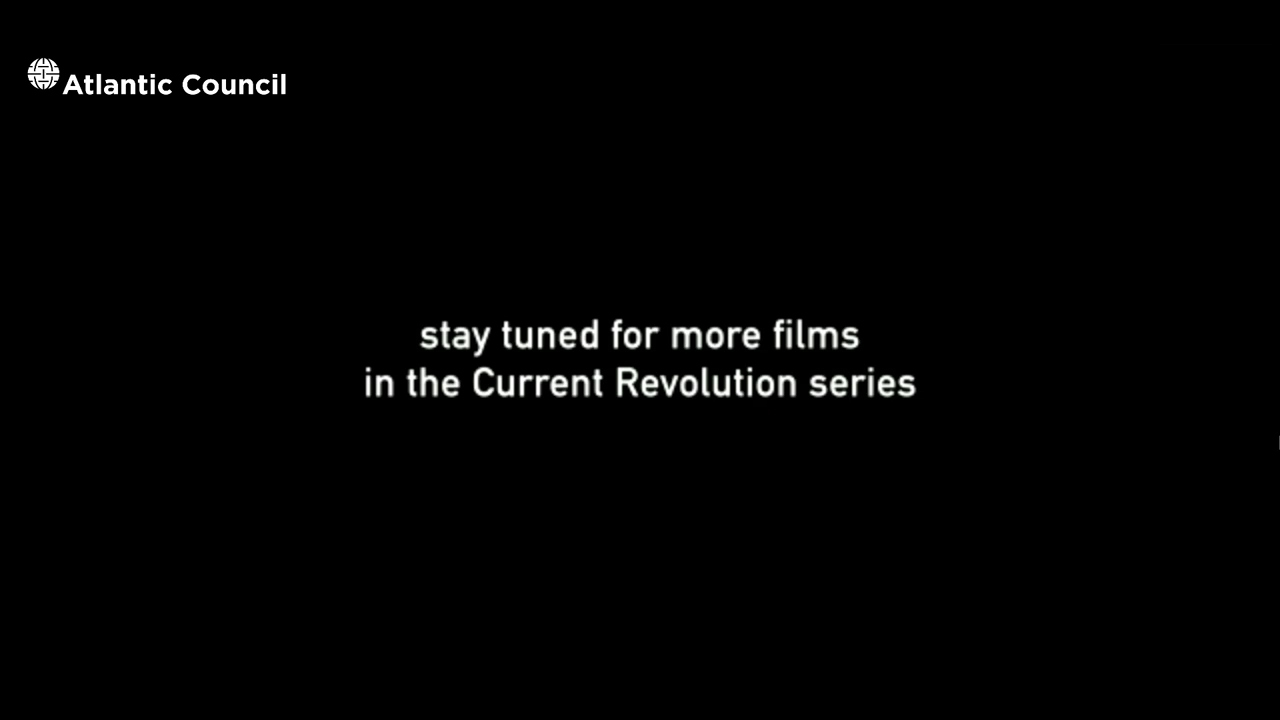 Atlantic Council
stay tuned for more films
in the Current Revolution series